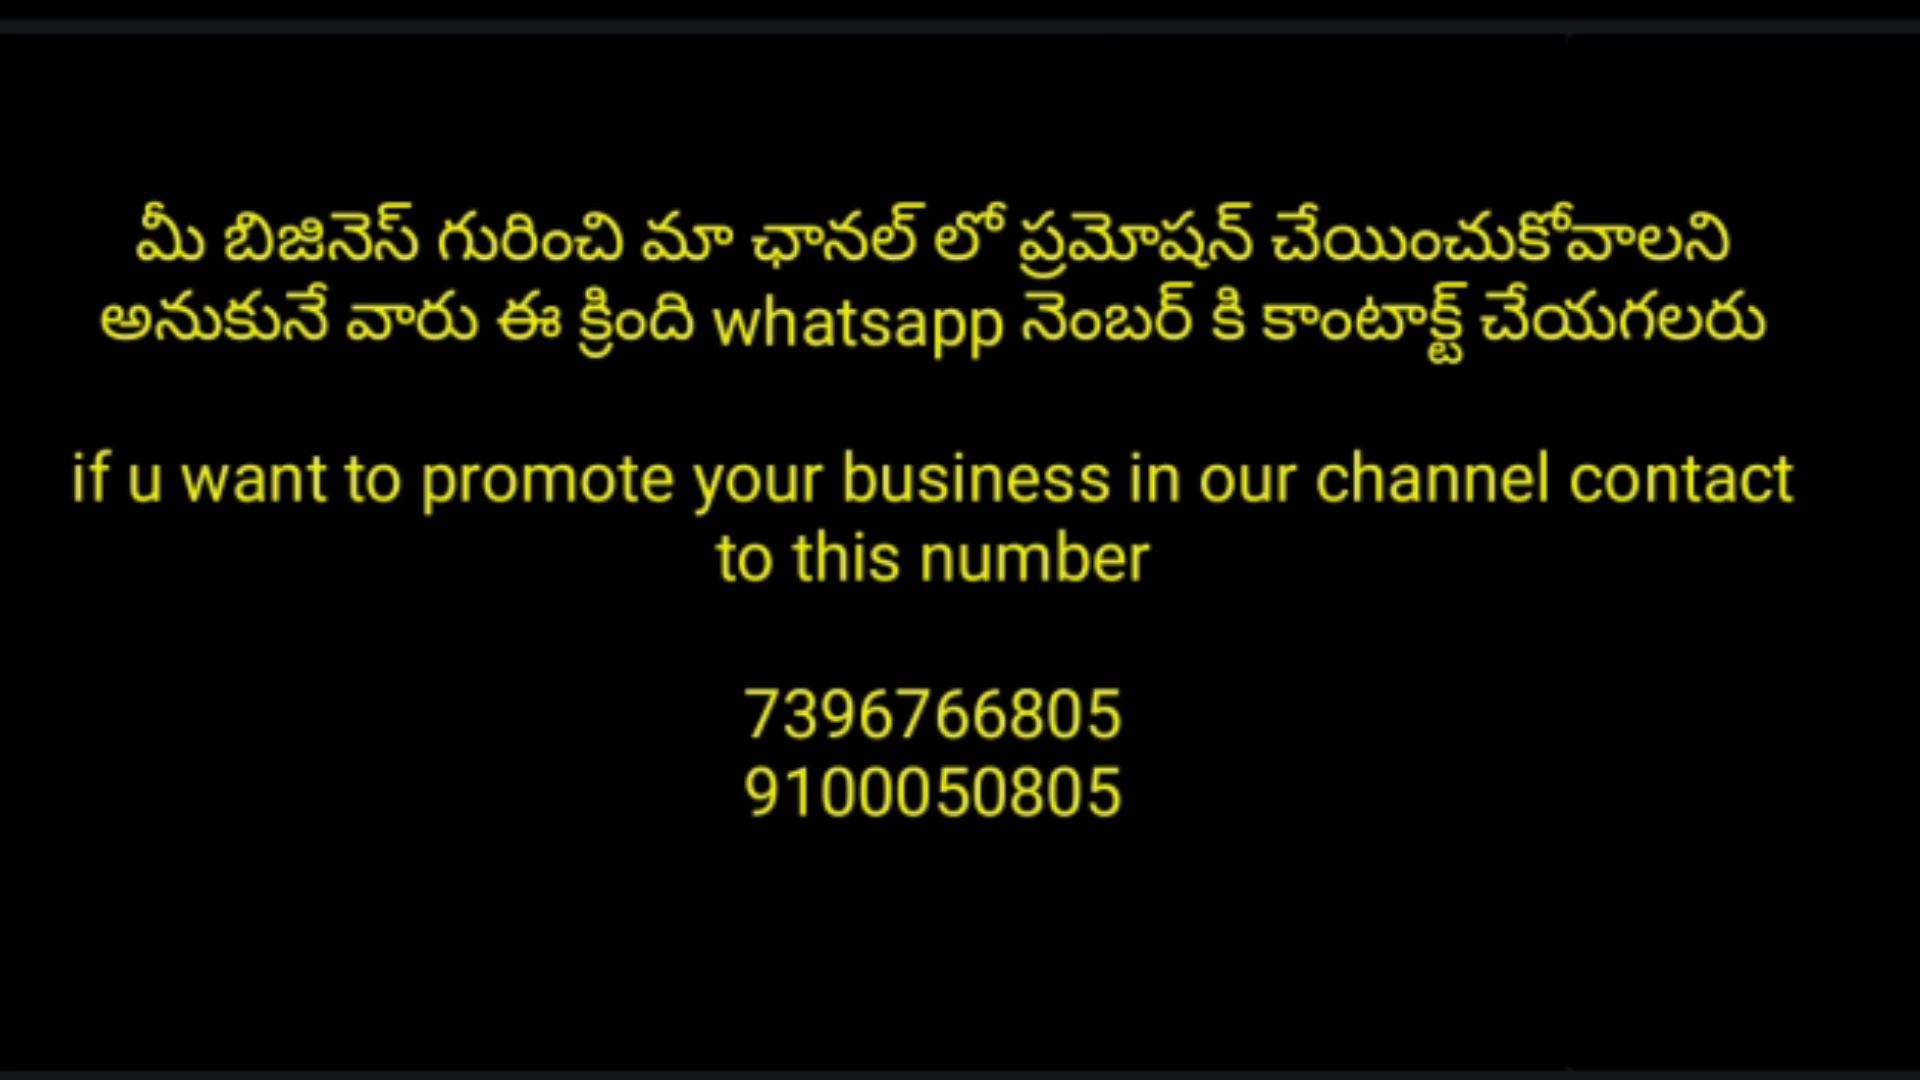 మీ బిజినెస్ గురించి మా ఛానల్ లో ప్రమోషన్ చేయించుకోవాలని
అనుకునే వారు ఈ క్రింది whatsapp నెంబర్ కి కాంటాక్ట్ చేయగలరు
if u want to promote your business in our channel contact
to this number
7396766805
9100050805